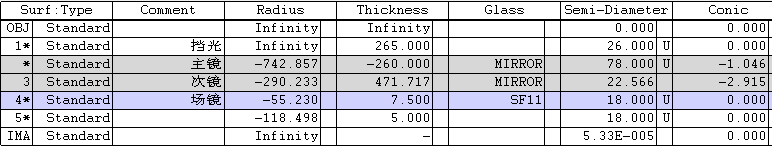 Surf:Type Comment Radius Thickness Glass Semi-Diameter Conic
OBJ Standard Infinity Infinity 0.000 0.000
1* Standard 挡光 Infinity 265.000 26.000 U 0.000
* Standard 主镜 -742.857 -260.000 MIRROR 78.000 U -1.046
3 Standard 次镜 -290.233 471.717 MIRROR 22.566 -2.915
4* Standard 场镜 -55.230 7.500 SF11 18.000 U 0.000
5* Standard -118.498 5.000 18.000 U 0.000
IMA Standard Infinity - 5.33E-005 0.000